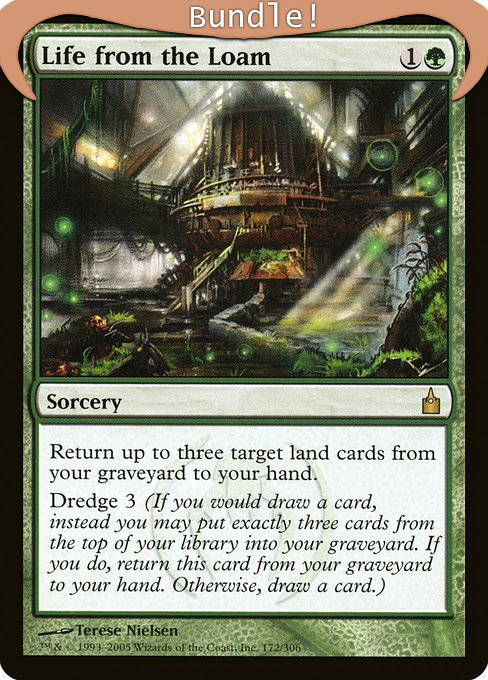 Bundle!
Life from the Loam 1
Sorcery
Return up to three target land cards from
your graveyard to your hand.
Dredge 3 (If you would draw a card,
instead you may put exactly three cards from
the top of your library into your graveyard. If
you do, return this card from your graveyard
to your hand. Otherwise, draw a card.)
Terese Nielsen
™ & © 1993–2005 Wizards of the Coast, Inc. 172/306